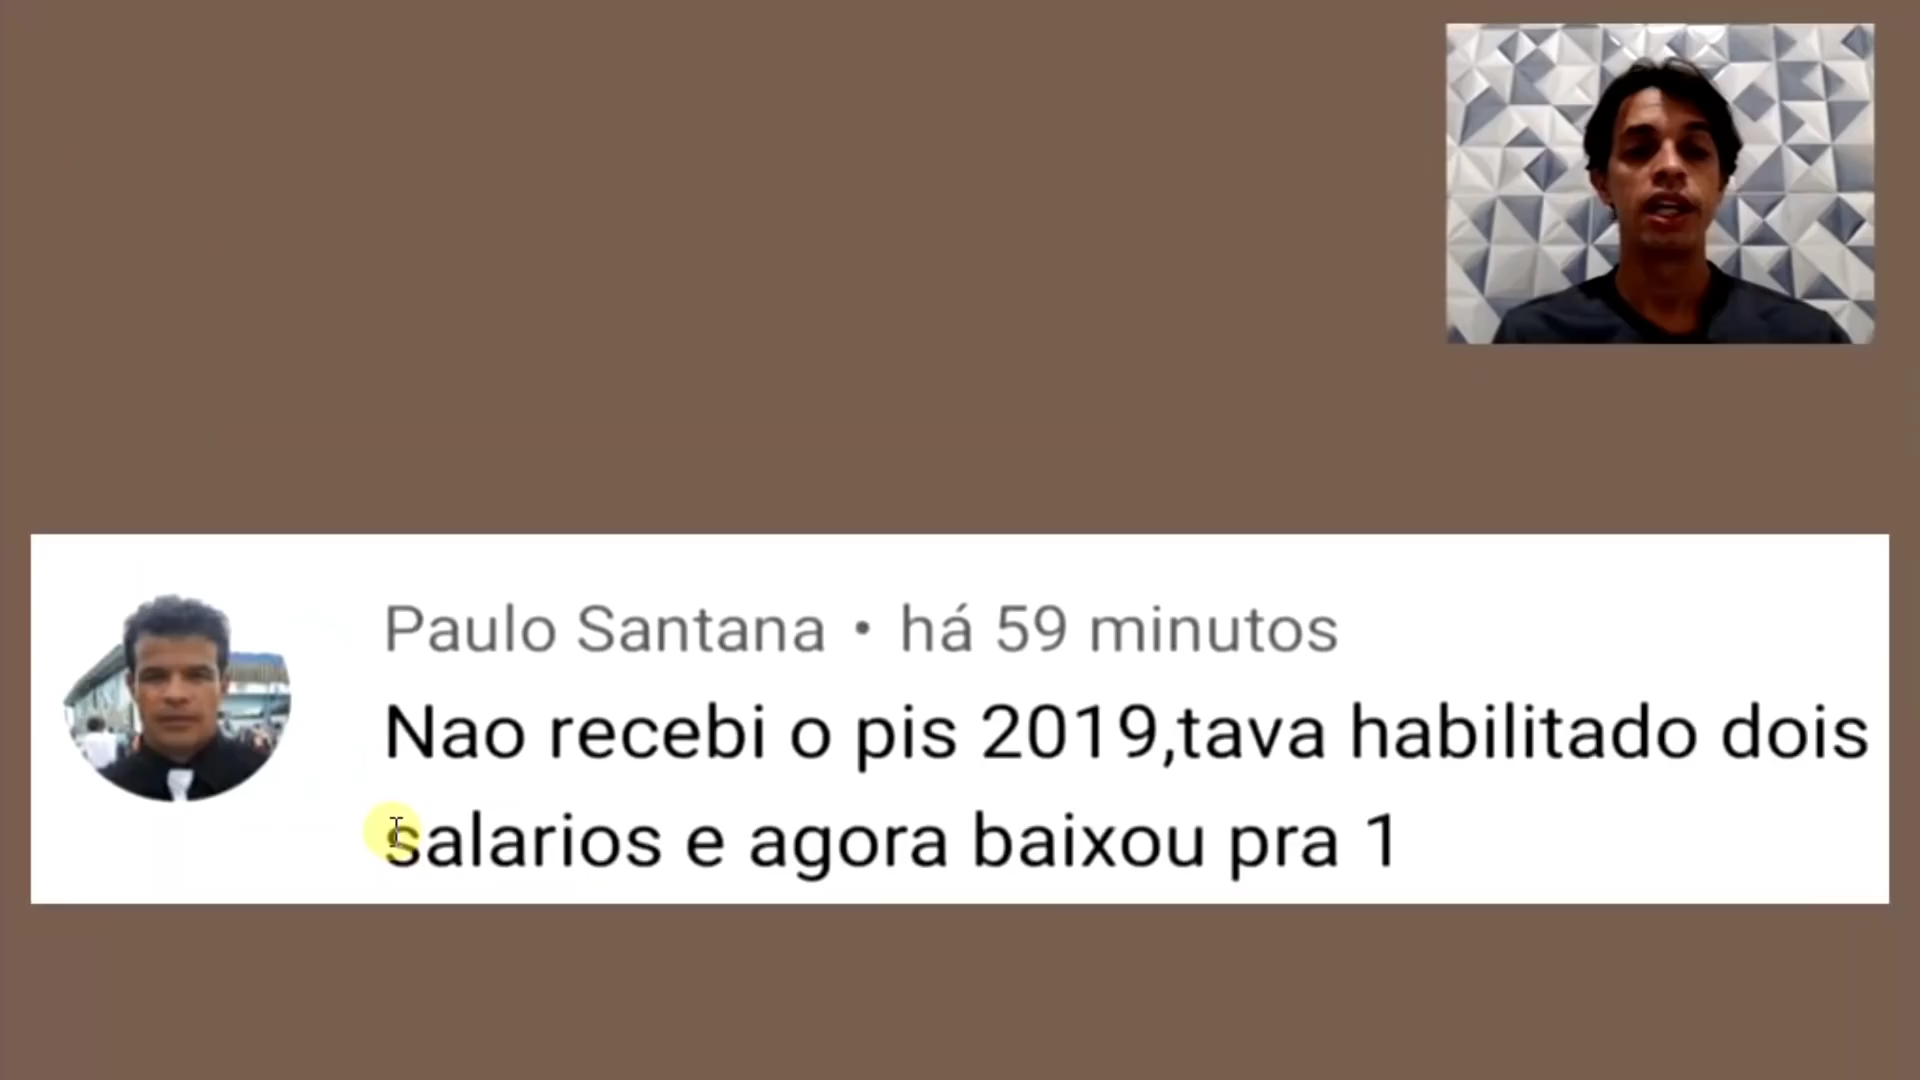 Paulo Santana • há 59 minutos
Nao recebi o pis 2019,tava habilitado dois
salarios e agora baixou pra 1